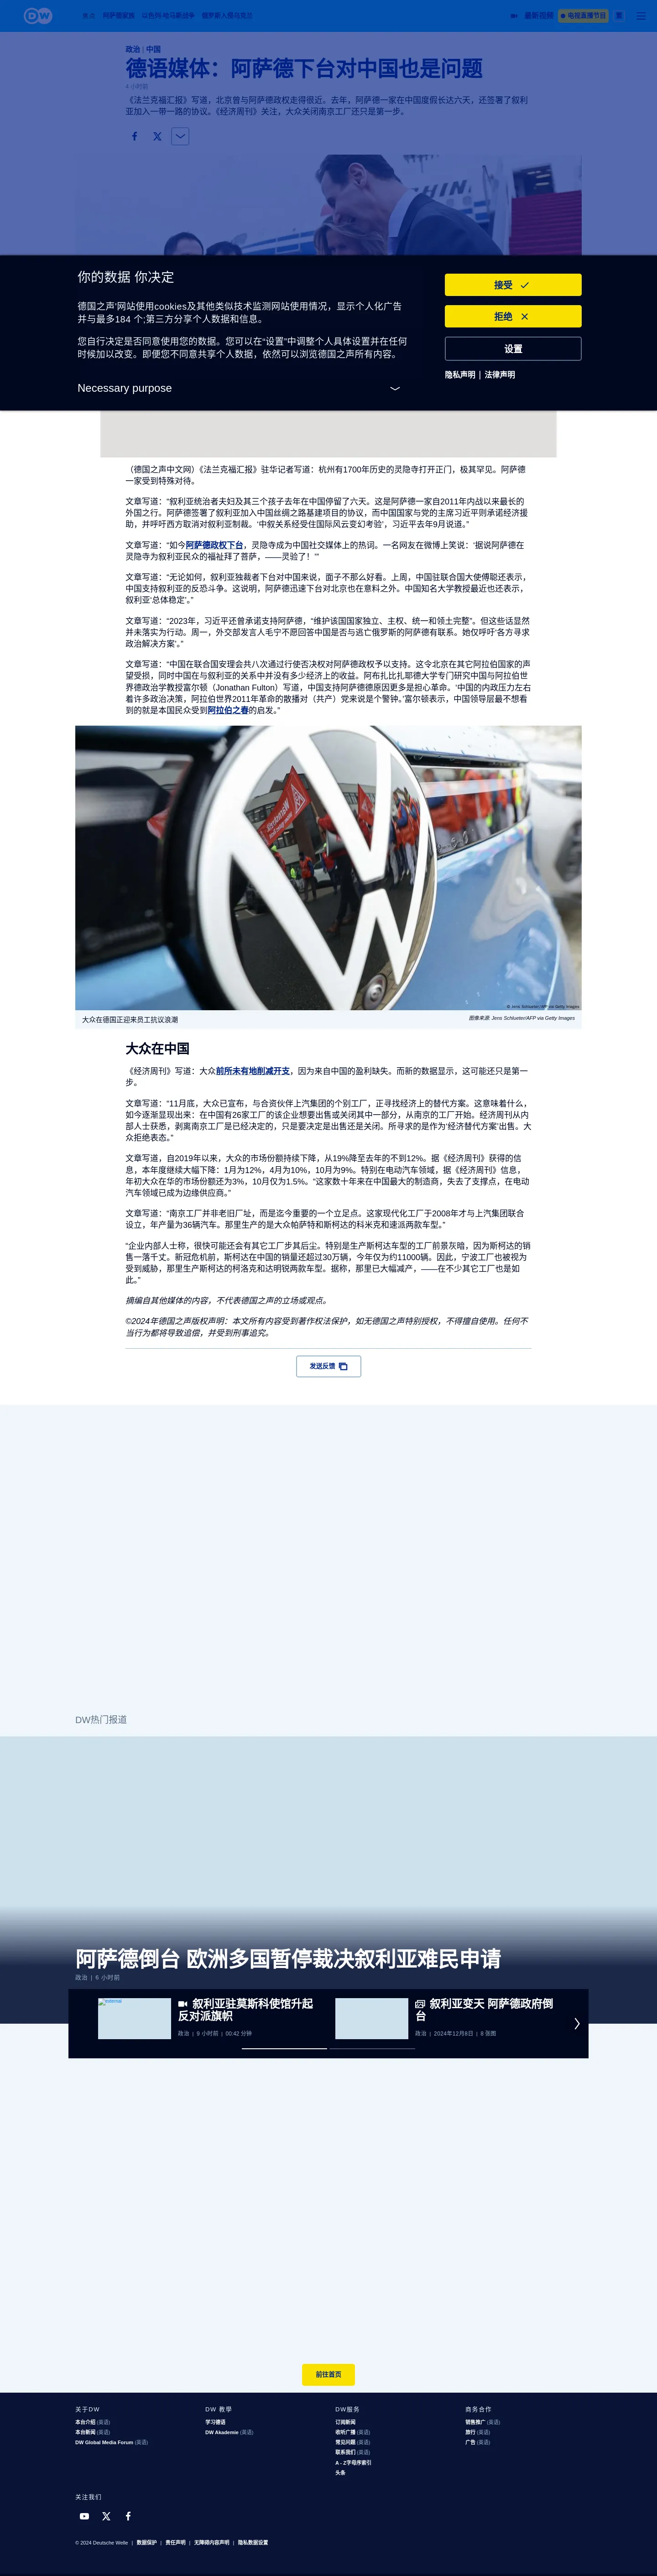 DW
阿萨德政权
以色列-哈马斯战争
俄罗斯入侵乌克兰
最新视频
电视直播节目
政治 | 中国
德语媒体：阿萨德下台对中国也是问题
4 小时前
《法兰克福汇报》写道，北京曾与阿萨德政权走得很近。去年，阿萨德一家在中国度假长达六天，还签署了叙利
亚加入一带一路的协议。《经济周刊》关注，大众关闭南京工厂还只是第一步。
你的数据 你决定
德国之声'网站使用cookies及其他类似技术监测网站使用情况，显示个人化广告
并与最多184 个;第三方分享个人数据和信息。
您自行决定是否同意使用您的数据。您可以在“设置”中调整个人具体设置并在任何
时候加以改变。即便您不同意共享个人数据，依然可以浏览德国之声所有内容。
Necessary purpose
接受
拒绝
设置
隐私声明 | 法律声明
（德国之声中文网）《法兰克福汇报》驻华记者写道：杭州有1700年历史的灵隐寺打开正门，极其罕见。阿萨德
一家受到特殊对待。
文章写道：“叙利亚统治者夫妇及其三个孩子去年在中国停留了六天。这是阿萨德一家自2011年内战以来最长的
外国之行。阿萨德签署了叙利亚加入中国丝绸之路基建项目的协议，而中国国家与党的主席习近平则承诺经济援
助，并呼吁西方取消对叙利亚制裁。‘中叙关系经受住国际风云变幻考验’，习近平去年9月说道。”
文章写道：“如今阿萨德政权下台，灵隐寺成为中国社交媒体上的热词。一名网友在微博上笑说：‘据说阿萨德在
灵隐寺为叙利亚民众的福祉拜了菩萨，——灵验了！’”
文章写道：“无论如何，叙利亚独裁者下台对中国来说，面子不那么好看。上周，中国驻联合国大使傅聪还表示，
中国支持叙利亚的反恐斗争。这说明，阿萨德迅速下台对北京也在意料之外。中国知名大学教授最近也还表示，
叙利亚‘总体稳定’。”
文章写道：“2023年，习近平还曾承诺支持阿萨德，“维护该国国家独立、主权、统一和领土完整”。但这些话显然
并未落实为行动。周一，外交部发言人毛宁不愿回答中国是否与逃亡俄罗斯的阿萨德有联系。她仅呼吁‘各方寻求
政治解决方案’。”
文章写道：“中国在联合国安理会共八次通过行使否决权对阿萨德政权予以支持。这令北京在其它阿拉伯国家的声
望受损，同时中国在与叙利亚的关系中并没有多少经济上的收益。阿布扎比扎耶德大学专门研究中国与阿拉伯世
界德政治学教授富尔顿（Jonathan Fulton）写道，中国支持阿萨德德原因更多是担心革命。‘中国的内政压力左右
着许多政治决策，阿拉伯世界2011年革命的散播对（共产）党来说是个警钟。’富尔顿表示，中国领导层最不想看
到的就是本国民众受到阿拉伯之春的启发。”
© Jens Schlueter/AFP via Getty Images
大众在德国正迎来员工抗议浪潮
图像来源: Jens Schlueter/AFP via Getty Images
大众在中国
《经济周刊》写道：大众前所未有地削减开支，因为来自中国的盈利缺失。而新的数据显示，这可能还只是第一
步。
文章写道：“11月底，大众已宣布，与合资伙伴上汽集团的个别工厂，正寻找经济上的替代方案。这意味着什么，
如今逐渐显现出来：在中国有26家工厂的该企业想要出售或关闭其中一部分，从南京的工厂开始。经济周刊从内
部人士获悉，剥离南京工厂是已经决定的，只是要决定是出售还是关闭。所寻求的是作为‘经济替代方案’出售。大
众拒绝表态。”
文章写道，自2019年以来，大众的市场份额持续下降，从19%降至去年的不到12%。据《经济周刊》获得的信
息，本年度继续大幅下降：1月为12%，4月为10%，10月为9%。特别在电动汽车领域，据《经济周刊》信息，
年初大众在华的市场份额还为3%，10月仅为1.5%。“这家数十年来在中国最大的制造商，失去了支撑点，在电动
汽车领域已成为边缘供应商。”
文章写道：“南京工厂并非老旧厂址，而是迄今重要的一个立足点。这家现代化工厂于2008年才与上汽集团联合
设立，年产量为36辆汽车。那里生产的是大众帕萨特和斯柯达的科米克和速派两款车型。”
“企业内部人士称，很快可能还会有其它工厂步其后尘。特别是生产斯柯达车型的工厂前景灰暗，因为斯柯达的销
售一落千丈。新冠危机前，斯柯达在中国的销量还超过30万辆，今年仅为约11000辆。因此，宁波工厂也被视为
受到威胁，那里生产斯柯达的柯洛克和达明锐两款车型。据称，那里已大幅减产，——在不少其它工厂也是如
此。”
摘编自其他媒体的内容，不代表德国之声的立场或观点。
©2024年德国之声版权声明：本文所有内容受到著作权法保护，如无德国之声特别授权，不得擅自使用。任何不
当行为都将导致追偿，并受到刑事追究。
发送反馈
DW热门报道
阿萨德倒台 欧洲多国暂停裁决叙利亚难民申请
政治 | 6 小时前
叙利亚驻莫斯科使馆升起
反对派旗帜
政治 | 9 小时前 | 00:42 分钟
叙利亚变天 阿萨德政府倒
台
政治 | 2024年12月8日 | 8 张图
前往首页
关于DW
本台介绍 (英语)
本台新闻 (英语)
DW Global Media Forum (英语)
DW 教學
学习德语
DW Akademie (英语)
DW服务
订阅新闻
收听广播 (英语)
常见问题 (英语)
联系我们 (英语)
A - Z字母序索引
头条
商务合作
销售推广 (英语)
旅行 (英语)
广告 (英语)
关注我们
© 2024 Deutsche Welle | 数据保护 | 责任声明 | 无障碍内容声明 | 隐私数据设置